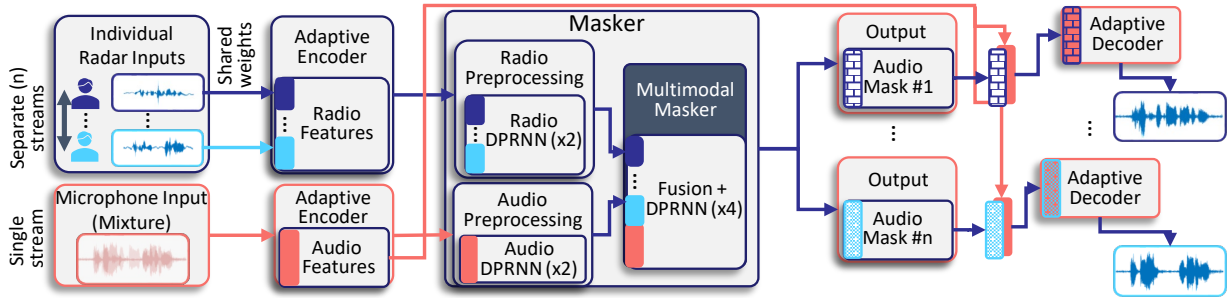 Separate (n)
streams
Individual
Radar Inputs
Shared
weights
Adaptive
Encoder
Radio
Features
Masker
Radio
Preprocessing
Radio
DPRNN (x2)
Multimodal
Masker
Fusion +
DPRNN (x4)
Output
Audio
Mask #1
Adaptive
Decoder
Single
stream
Microphone Input
(Mixture)
Adaptive
Encoder
Audio
Features
Audio
Preprocessing
Audio
DPRNN (x2)
Output
Audio
Mask #n
Adaptive
Decoder